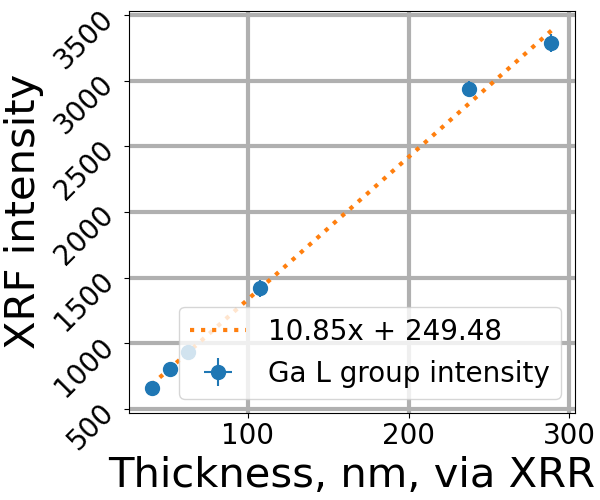 XRF intensity
3500
3000
2500
2000
1500
1000
500
10.85x + 249.48
Ga L group intensity
100
200
300
Thickness, nm, via XRR